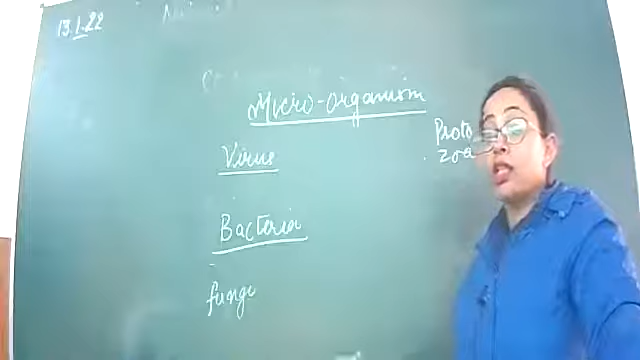 13.1.22
Micro-organism
Virus
Proto
zoa
Bacteria
fungi